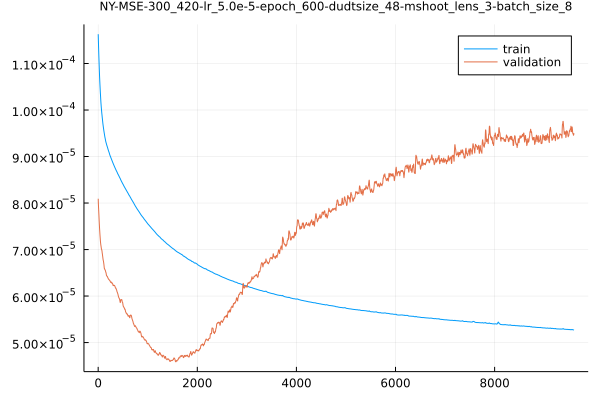 NY-MSE-300_420-lr_5.0e-5-epoch_600-dudtsize_48-mshoot_lens_3-batch_size_8
train
validation
1.10×10⁻⁴
1.00×10⁻⁴
9.00×10⁻⁵
8.00×10⁻⁵
7.00×10⁻⁵
6.00×10⁻⁵
5.00×10⁻⁵
0 2000 4000 6000 8000